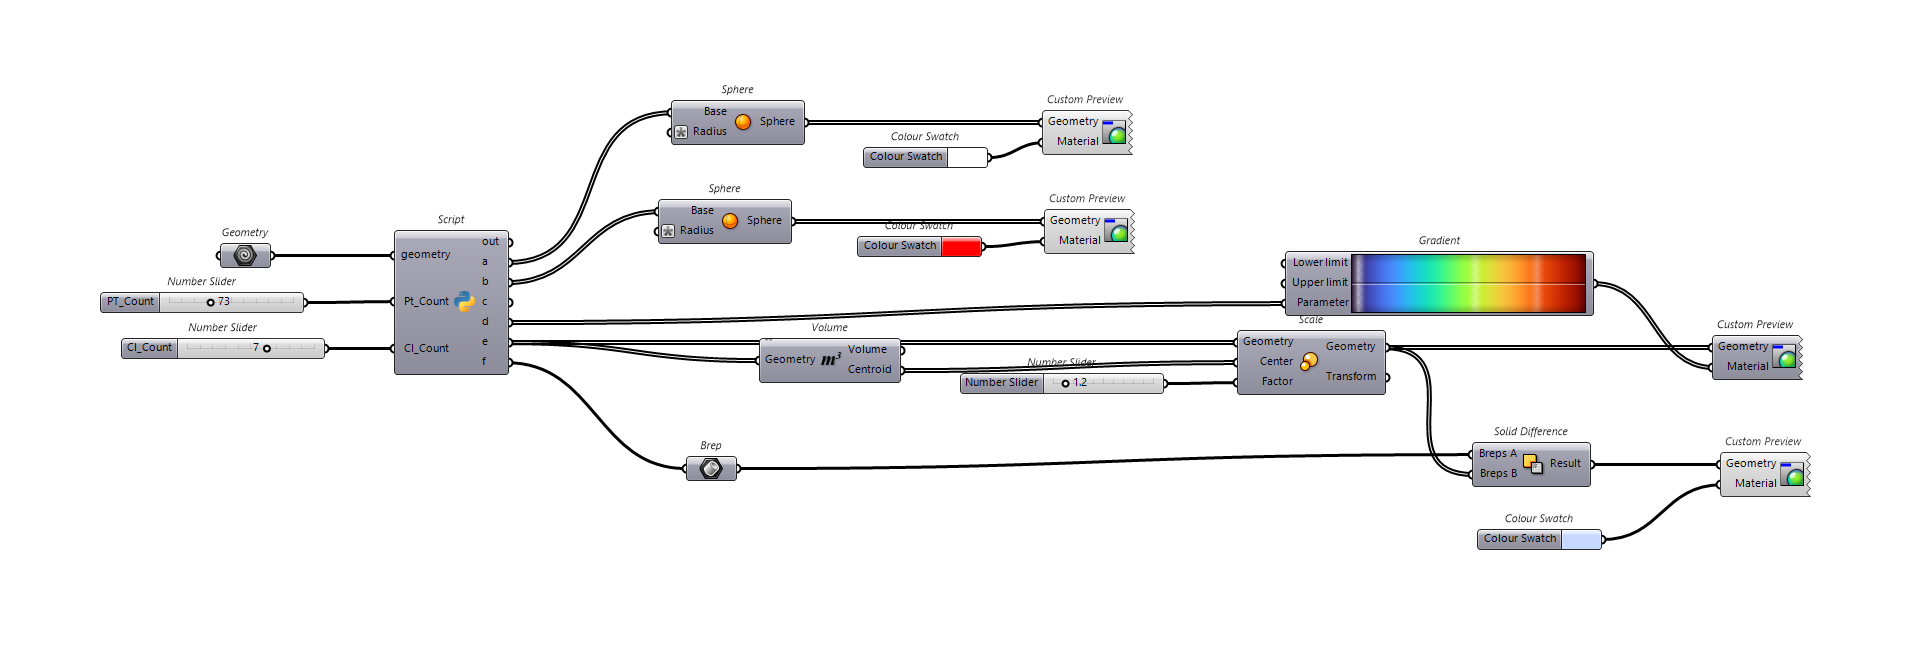 Sphere
Base
Radius
Sphere
Custom Preview
Geometry
Material
Colour Swatch
Colour Swatch
Sphere
Base
Radius
Sphere
Custom Preview
Geometry
Material
Colour Swatch
Colour Swatch
Geometry
Number Slider
PT_Count
73
Number Slider
Cl_Count
7
Script
geometry
Pt_Count
Cl_Count
out
a
b
c
d
e
f
Gradient
Lower limit
Upper limit
Parameter
Volume
Geometry
m³
Volume
Centroid
Number Slider
Number Slider
1.2
Scale
Geometry
Center
Factor
Geometry
Transform
Custom Preview
Geometry
Material
Brep
Solid Difference
Breps A
Breps B
Result
Custom Preview
Geometry
Material
Colour Swatch
Colour Swatch